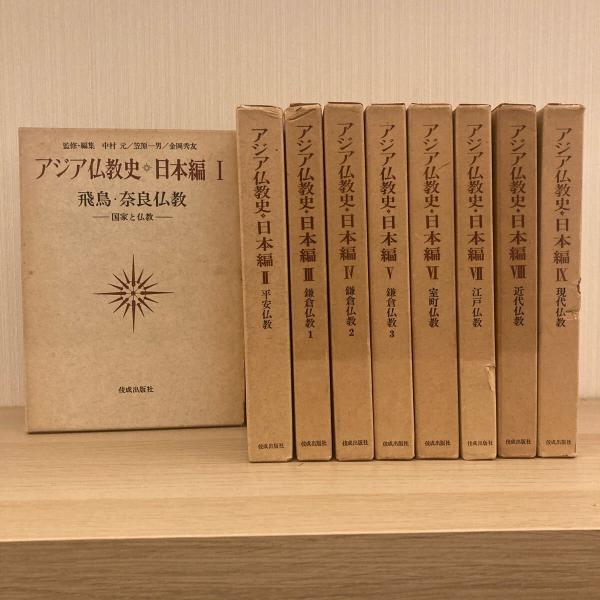 監修・編集 中村 元／笠原一男／金岡秀友
アジア仏教史 日本編 Ⅰ
飛鳥・奈良仏教
―国家と仏教―
佼成出版社
アジア仏教史・日本編 Ⅱ 平安仏教
佼成出版社
アジア仏教史・日本編 Ⅲ 鎌倉仏教 1
佼成出版社
アジア仏教史・日本編 Ⅳ 鎌倉仏教 2
佼成出版社
アジア仏教史・日本編 Ⅴ 鎌倉仏教 3
佼成出版社
アジア仏教史・日本編 Ⅵ 室町仏教
佼成出版社
アジア仏教史・日本編 Ⅶ 江戸仏教
佼成出版社
アジア仏教史・日本編 Ⅷ 近代仏教
佼成出版社
アジア仏教史・日本編 Ⅸ 現代仏教
佼成出版社